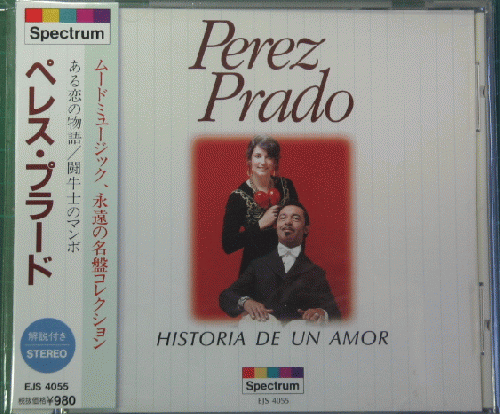 Spectrum
ペレス・プラード
ある恋の物語／闘牛士のマンボ
ムードミュージック、永遠の名盤コレクション
解説付き
STEREO
EJS 4055
税抜価格¥980
Perez
Prado
HISTORIA DE UN AMOR
Spectrum
EJS 4055